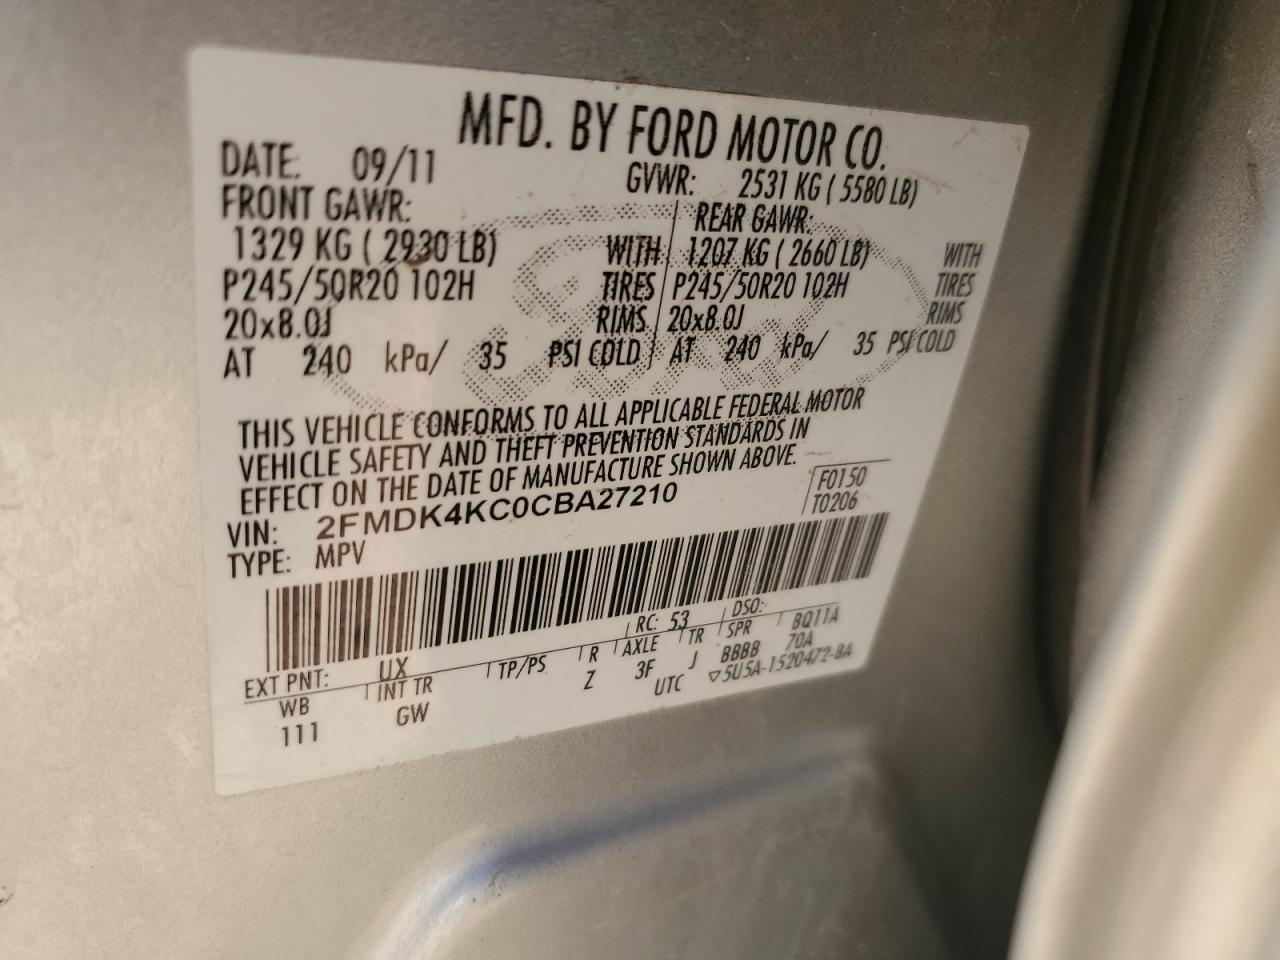 MFD. BY FORD MOTOR CO.
DATE: 09/11 GVWR: 2531 KG ( 5580 LB)
FRONT GAWR: REAR GAWR:
1329 KG ( 2930 LB) WITH 1207 KG ( 2660 LB) WITH
P245/50R20 102H TIRES P245/50R20 102H TIRES
20x8.0J RIMS 20x8.0J RIMS
AT 240 kPa/ 35 PSI COLD AT 240 kPa/ 35 PSI COLD
THIS VEHICLE CONFORMS TO ALL APPLICABLE FEDERAL MOTOR
VEHICLE SAFETY AND THEFT PREVENTION STANDARDS IN
EFFECT ON THE DATE OF MANUFACTURE SHOWN ABOVE.
VIN: 2FMDK4KC0CBA27210 F0150
TYPE: MPV T0206
EXT PNT: UX RC: 53 DSO:
WB INT TR TP/PS R AXLE TR SPR BQ11A
111 GW Z 3F J BBBB 70A
UTC ▽5U5A-1520472-BA